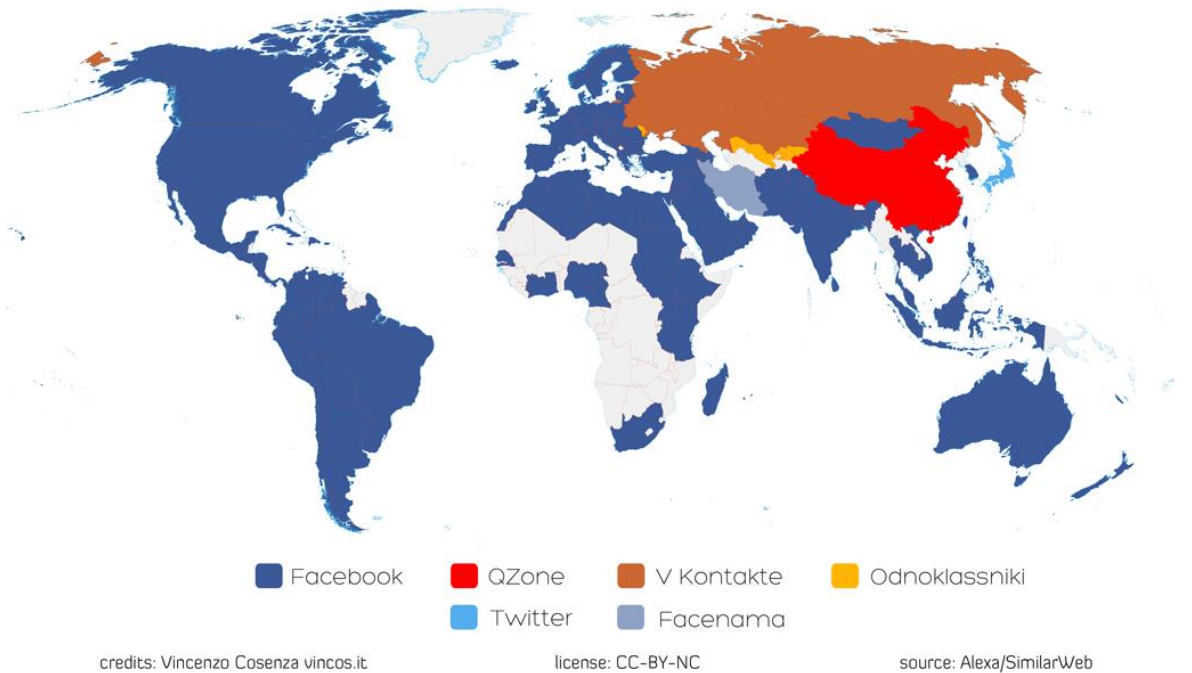 Facebook QZone V Kontakte Odnoklassniki
Twitter Facenama
credits: Vincenzo Cosenza vincos.it license: CC-BY-NC source: Alexa/SimilarWeb